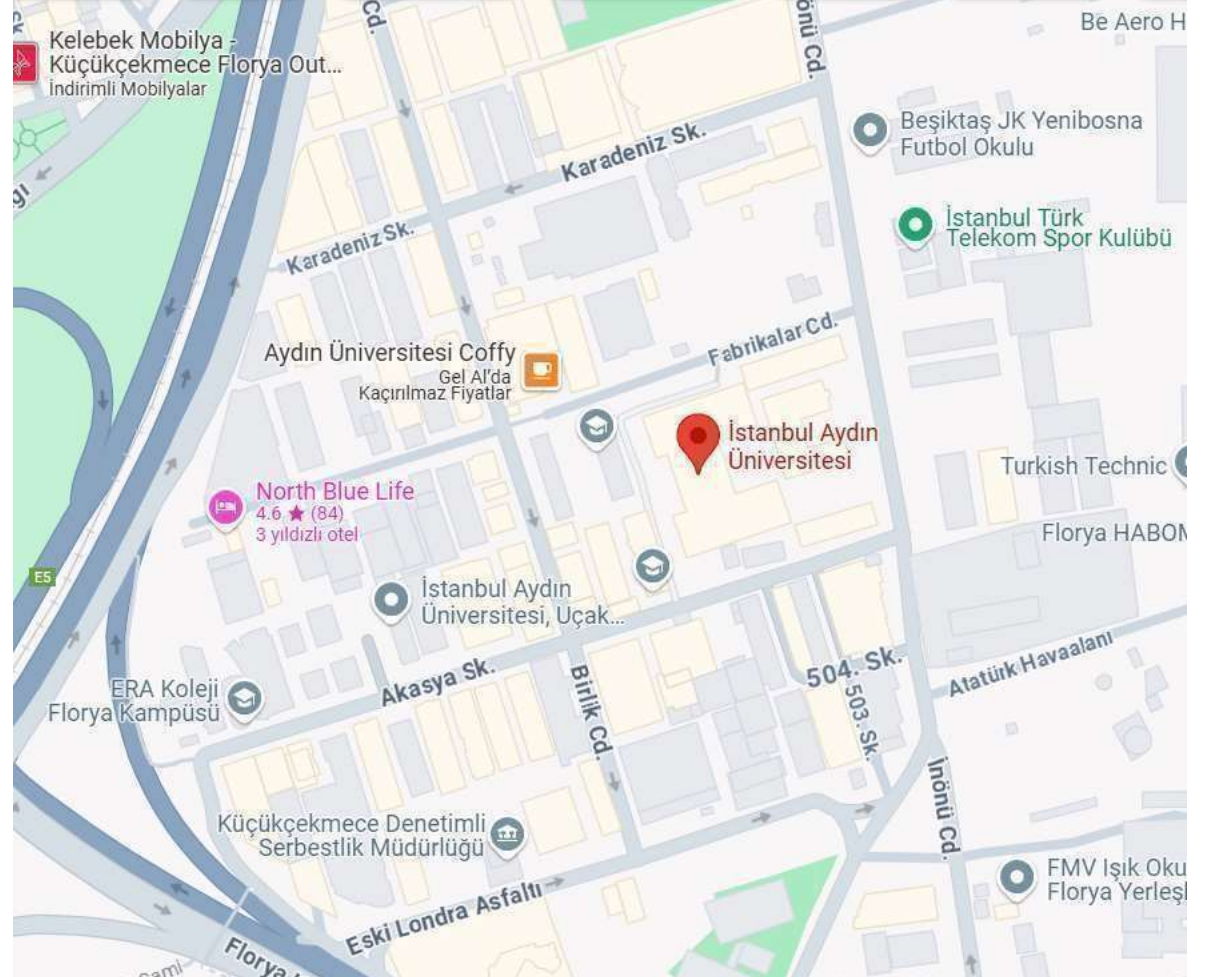 Cd.
İnönü Cd.
Be Aero H
Kelebek Mobilya -
Küçükçekmece Florya Out...
İndirimli Mobilyalar
Beşiktaş JK Yenibosna
Futbol Okulu
Karadeniz Sk.
İstanbul Türk
Telekom Spor Kulübü
Karadeniz Sk.
Fabrikalar Cd.
Aydın Üniversitesi Coffy
Gel Al'da
Kaçırılmaz Fiyatlar
İstanbul Aydın
Üniversitesi
Turkish Technic
North Blue Life
4.6 ★ (84)
3 yıldızlı otel
Florya HABOM
E5
İstanbul Aydın
Üniversitesi, Uçak...
Akasya Sk.
Birlik Cd.
504. Sk.
503. Sk.
Atatürk Havaalanı
ERA Koleji
Florya Kampüsü
İnönü Cd.
Küçükçekmece Denetimli
Serbestlik Müdürlüğü
FMV Işık Oku
Florya Yerleşk
Eski Londra Asfaltı
Florya
Sami